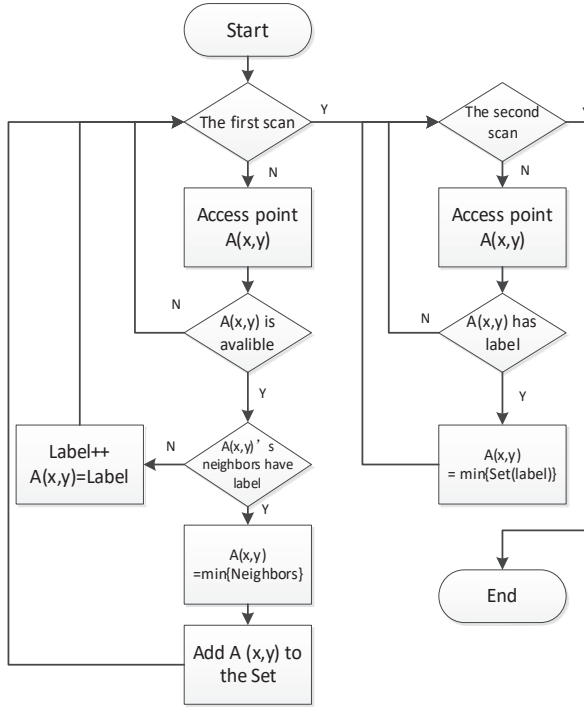 Start
The first scan
Y
The second
scan
Y
N
N
Access point
A(x,y)
Access point
A(x,y)
N
A(x,y) is
avalible
N
A(x,y) has
label
Y
Y
Label++
A(x,y)=Label
N
A(x,y)’s
neighbors have
label
A(x,y)
= min{Set(label)}
Y
A(x,y)
=min{Neighbors}
End
Add A (x,y) to
the Set